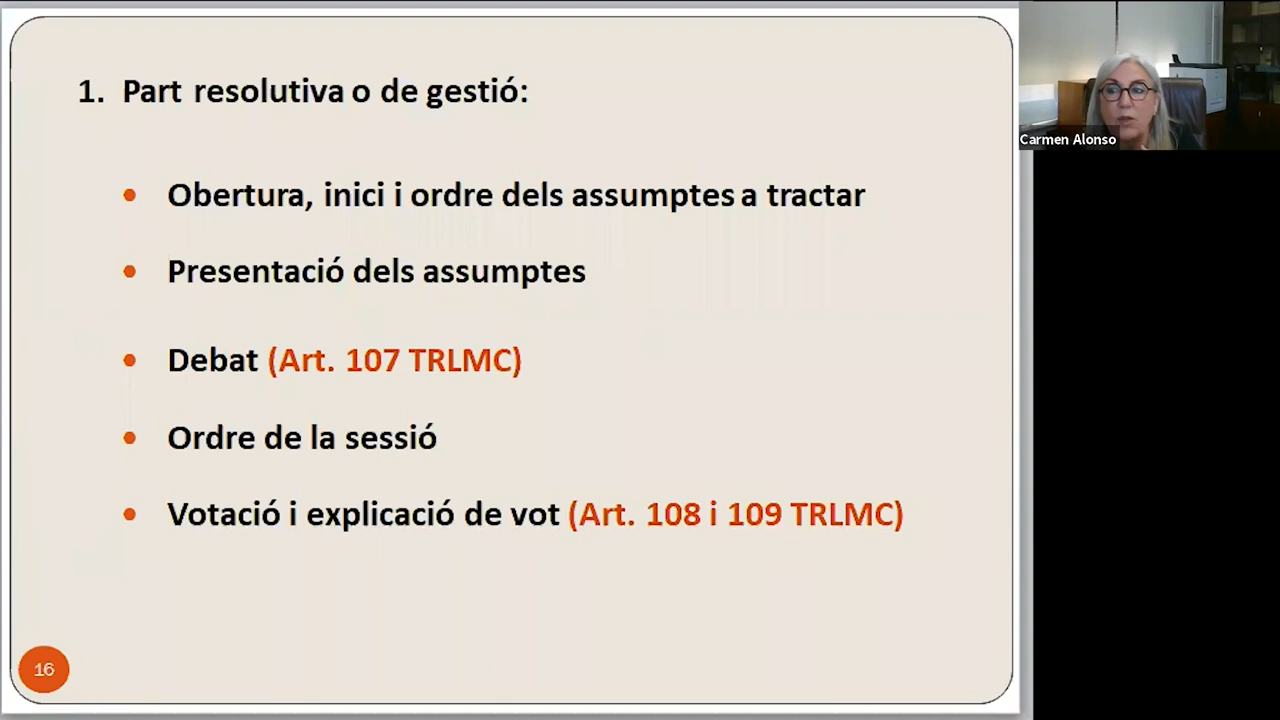 1. Part resolutiva o de gestió:
• Obertura, inici i ordre dels assumptes a tractar
• Presentació dels assumptes
• Debat (Art. 107 TRLMC)
• Ordre de la sessió
• Votació i explicació de vot (Art. 108 i 109 TRLMC)
16
Carmen Alonso